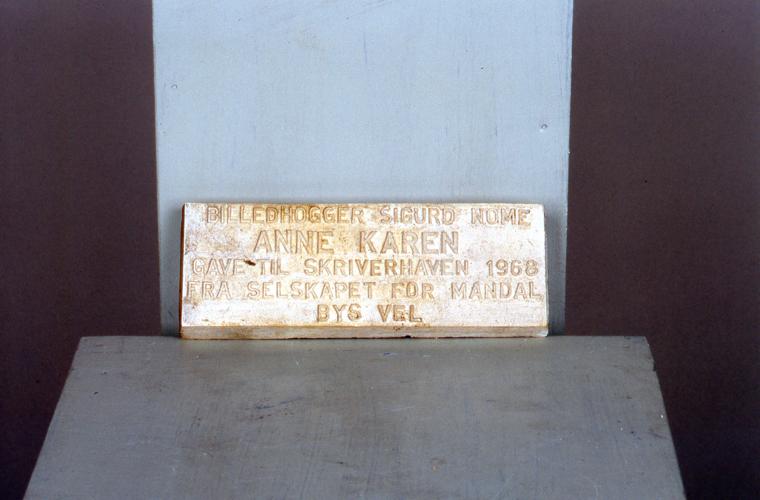 BILLEDHOGGER SIGURD NOME
ANNE KAREN
GAVE TIL SKRIVERHAVEN 1968
FRA SELSKAPET FOR MANDAL
BYS VEL